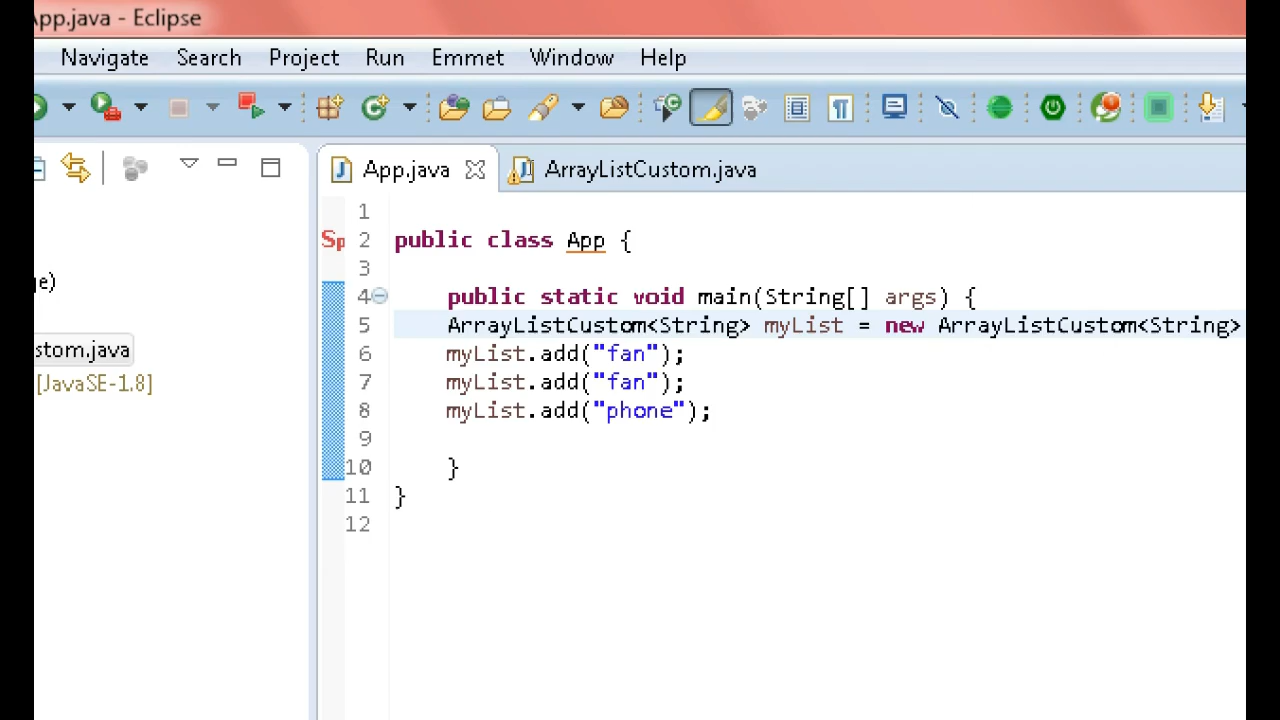 App.java - Eclipse
Navigate Search Project Run Emmet Window Help
App.java ArrayListCustom.java
1
Sp 2 public class App {
3
ge)
4 public static void main(String[] args) {
5 ArrayListCustom<String> myList = new ArrayListCustom<String>
stom.java
6 myList.add("fan");
[JavaSE-1.8]
7 myList.add("fan");
8 myList.add("phone");
9
10 }
11 }
12